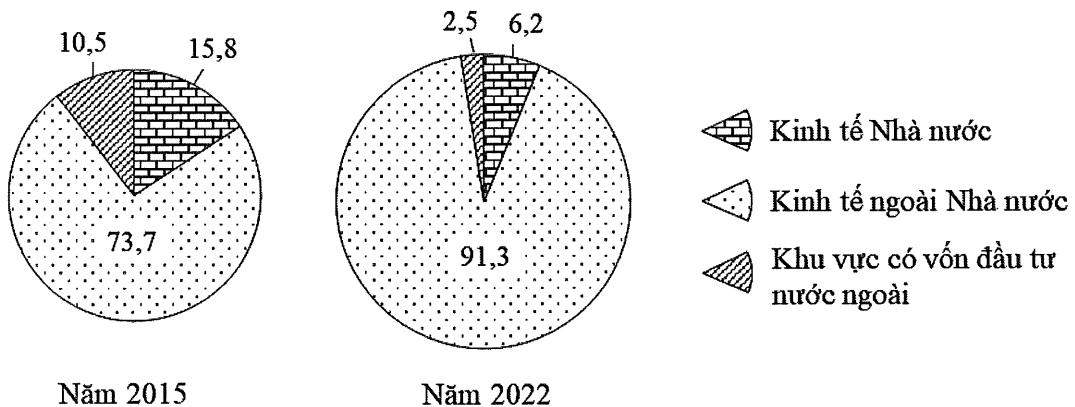 10,5
15,8
73,7
Năm 2015
2,5
6,2
91,3
Năm 2022
Kinh tế Nhà nước
Kinh tế ngoài Nhà nước
Khu vực có vốn đầu tư
nước ngoài